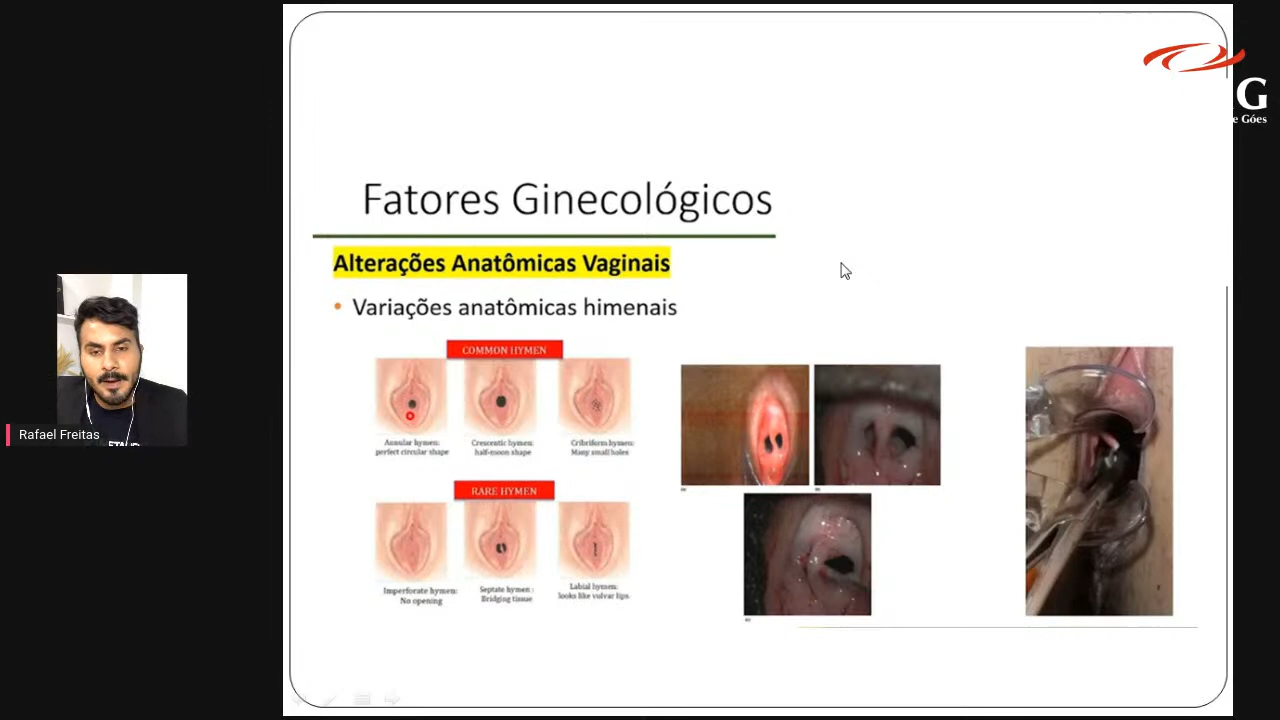 G
e Góes
Fatores Ginecológicos
Alterações Anatômicas Vaginais
• Variações anatômicas himenais
COMMON HYMEN
Annular hymen:
perfect circular shape
Crescentic hymen:
half-moon shape
Cribriform hymen:
Many small holes
RARE HYMEN
Imperforate hymen:
No opening
Septate hymen :
Bridging tissue
Labial hymen:
looks like vulvar lips
Rafael Freitas